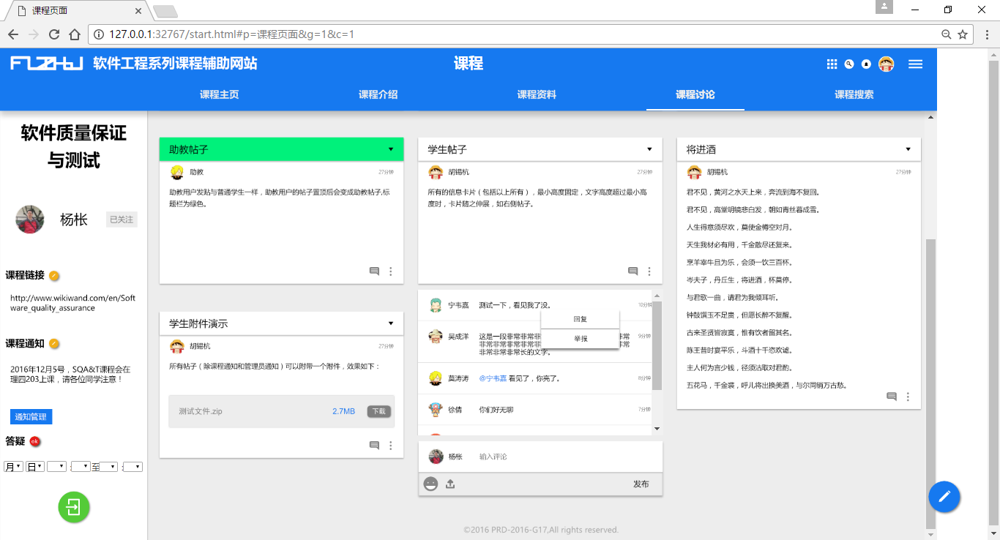 课程页面
127.0.0.1:32767/start.html#p=课程页面&g=1&c=1
软件工程系列课程辅助网站
课程
课程主页
课程介绍
课程资料
课程讨论
课程搜索
软件质量保证
与测试
杨枨
已关注
课程链接
http://www.wikiwand.com/en/Soft
ware_quality_assurance
课程通知
2016年12月5号，SQA&T课程会在
理四203上课，请各位同学注意！
通知管理
答疑
ok
月
日
:
至
:
助教帖子
助教
27分钟
助教用户发贴与普通学生一样，助教用户的帖子置顶后会变成助教帖子,标
题栏为绿色。
学生附件演示
胡锡杭
27分钟
所有帖子（除课程通知和管理员通知）可以附带一个附件，效果如下：
测试文件.zip
2.7MB
下载
学生帖子
胡锡杭
27分钟
所有的信息卡片（包括以上所有），最小高度固定，文字高度超过最小高
度时，卡片随之伸展，如右侧帖子。
宁韦嘉
测试一下，看见我了没。
10分钟
回复
举报
吴成洋
这是一段非常非常非
常非常
9分钟
非常非常非常非常非
非常非常非常长的文字。
莫涛涛
@宁韦嘉 看见了，你亮了。
8分钟
徐倩
你们好无聊
7分钟
杨枨
输入评论
发布
将进酒
胡锡杭
27分钟
君不见，黄河之水天上来，奔流到海不复回。
君不见，高堂明镜悲白发，朝如青丝暮成雪。
人生得意须尽欢，莫使金樽空对月。
天生我材必有用，千金散尽还复来。
烹羊宰牛且为乐，会须一饮三百杯。
岑夫子，丹丘生，将进酒，杯莫停。
与君歌一曲，请君为我倾耳听。
钟鼓馔玉不足贵，但愿长醉不复醒。
古来圣贤皆寂寞，惟有饮者留其名。
陈王昔时宴平乐，斗酒十千恣欢谑。
主人何为言少钱，径须沽取对君酌。
五花马，千金裘，呼儿将出换美酒，与尔同销万古愁。
©2016 PRD-2016-G17,All rights reserved.